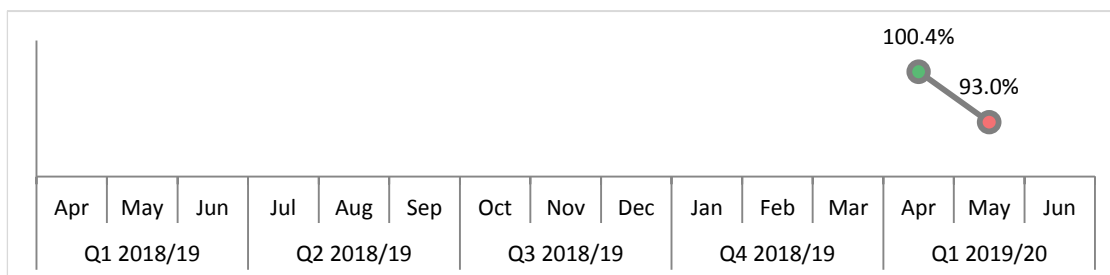 100.4%
93.0%
Apr May Jun Jul Aug Sep Oct Nov Dec Jan Feb Mar Apr May Jun
Q1 2018/19 Q2 2018/19 Q3 2018/19 Q4 2018/19 Q1 2019/20